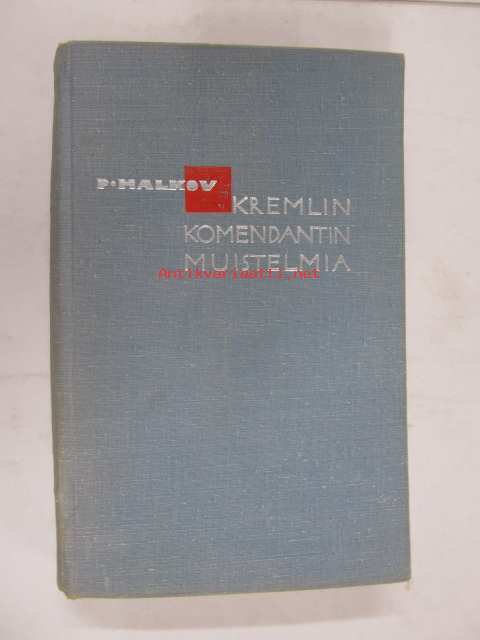 P·MALKOV
KREMLIN
KOMENDANTIN
MUISTELMIA
Antikvariaatti.net